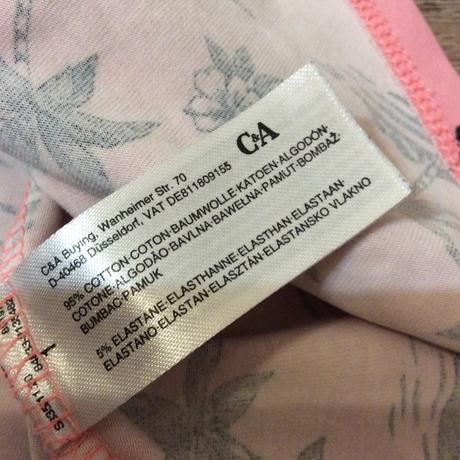 C&A
C&A Buying, Wanheimer Str. 70
D-40468 Düsseldorf, VAT DE811809155
95% COTTON·COTON·BAUMWOLLE·KATOEN·ALGODÓN·
COTONE·ALGODÃO·BAVLNA·BAWEŁNA·PAMUT·BOMBAŽ·
BUMBAC·PAMUK
5% ELASTANE·ELASTHANNE·ELASTHAN·ELASTAAN·
ELASTANO·ELASTAN·ELASZTÁN·ELASTANSKO VLAKNO
1